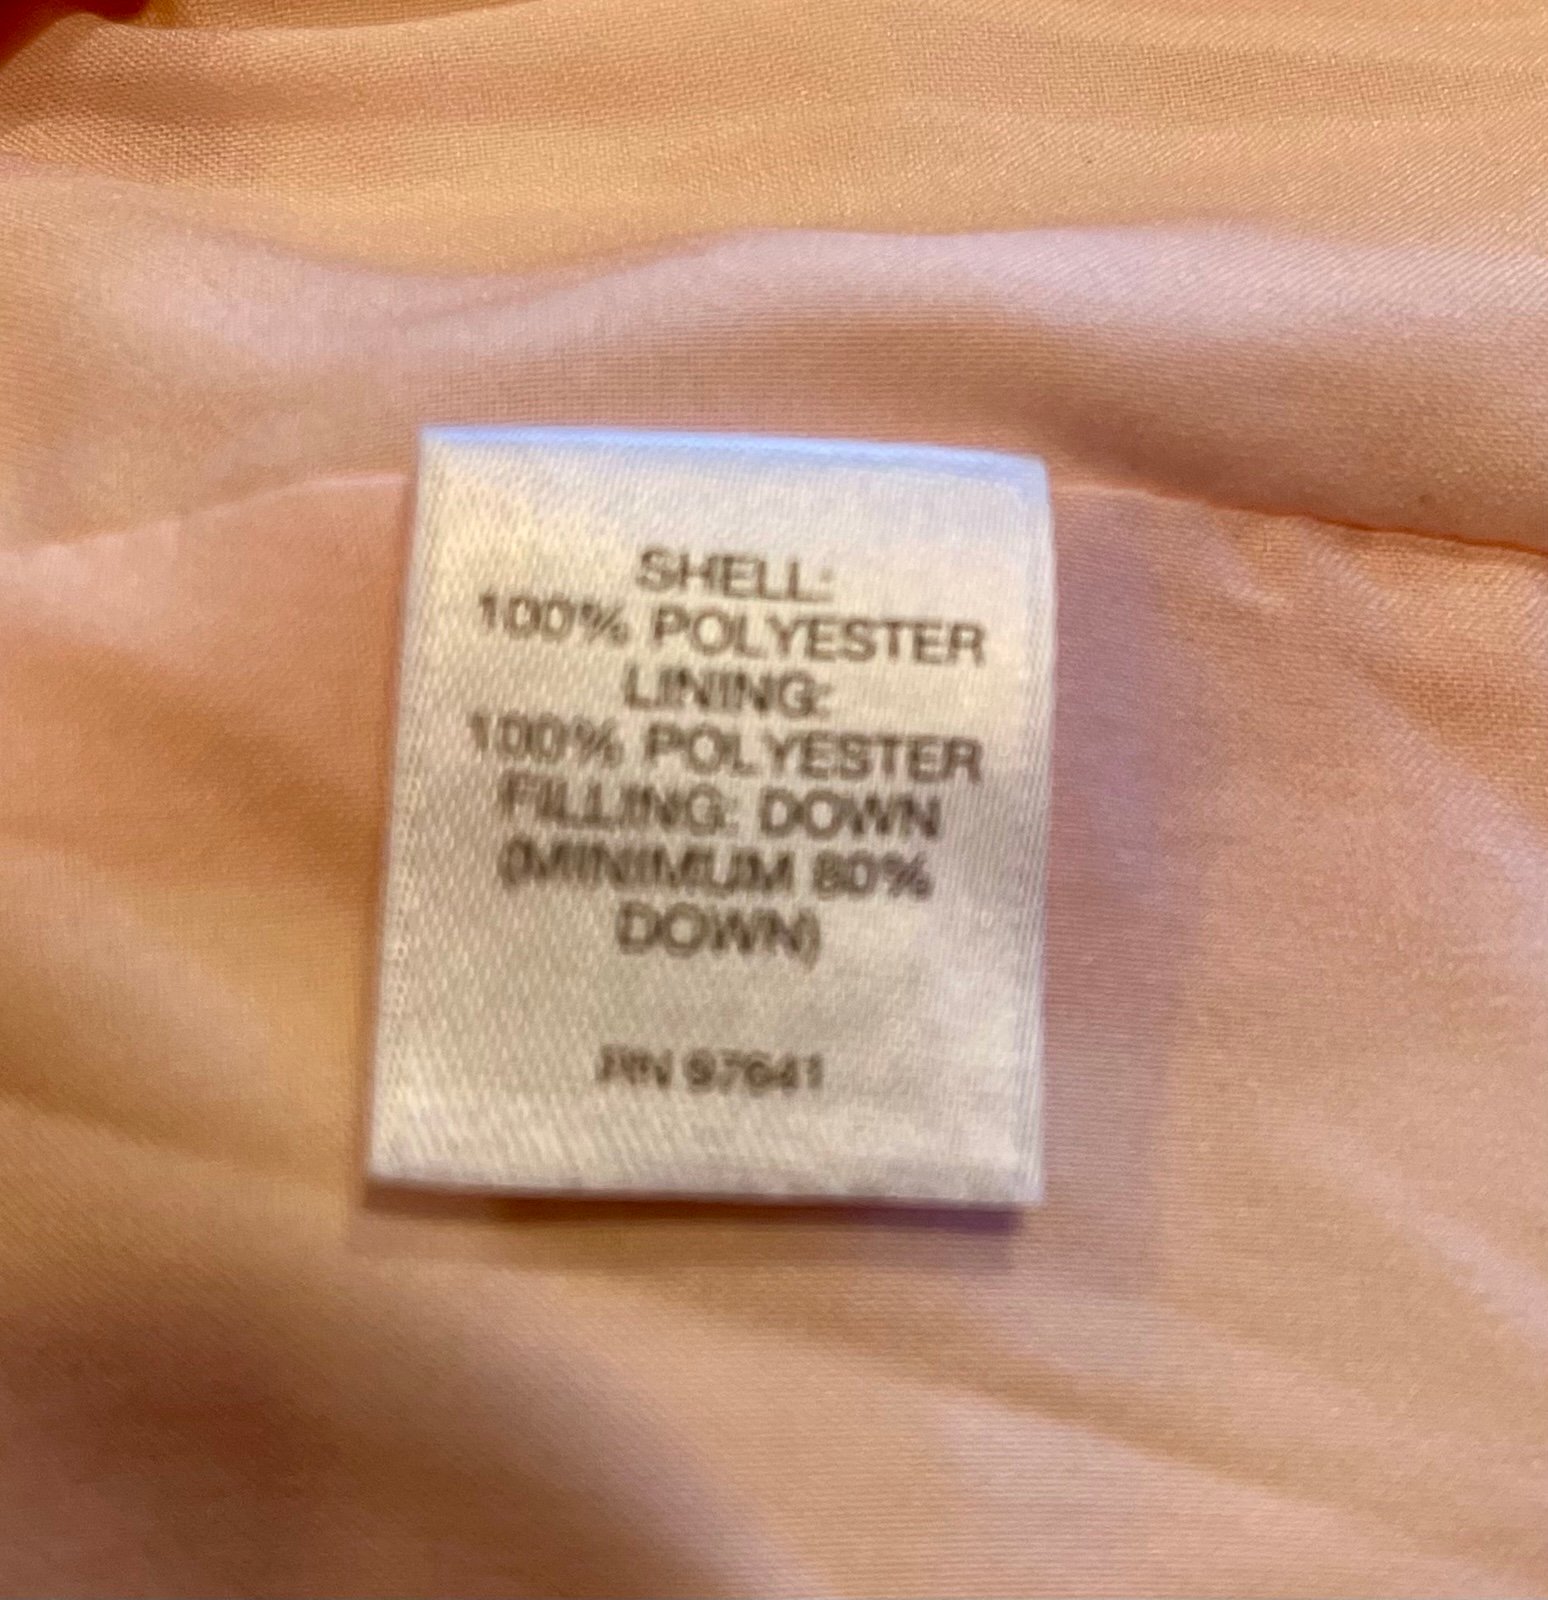 SHELL:
100% POLYESTER
LINING:
100% POLYESTER
FILLING: DOWN
(MINIMUM 80%
DOWN)
RN 97641